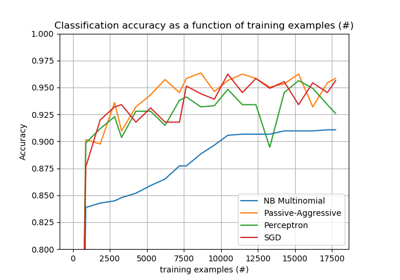 Classification accuracy as a function of training examples (#)
1.000
0.975
0.950
0.925
0.900
0.875
0.850
0.825
0.800
Accuracy
NB Multinomial
Passive-Aggressive
Perceptron
SGD
0 2500 5000 7500 10000 12500 15000 17500
training examples (#)